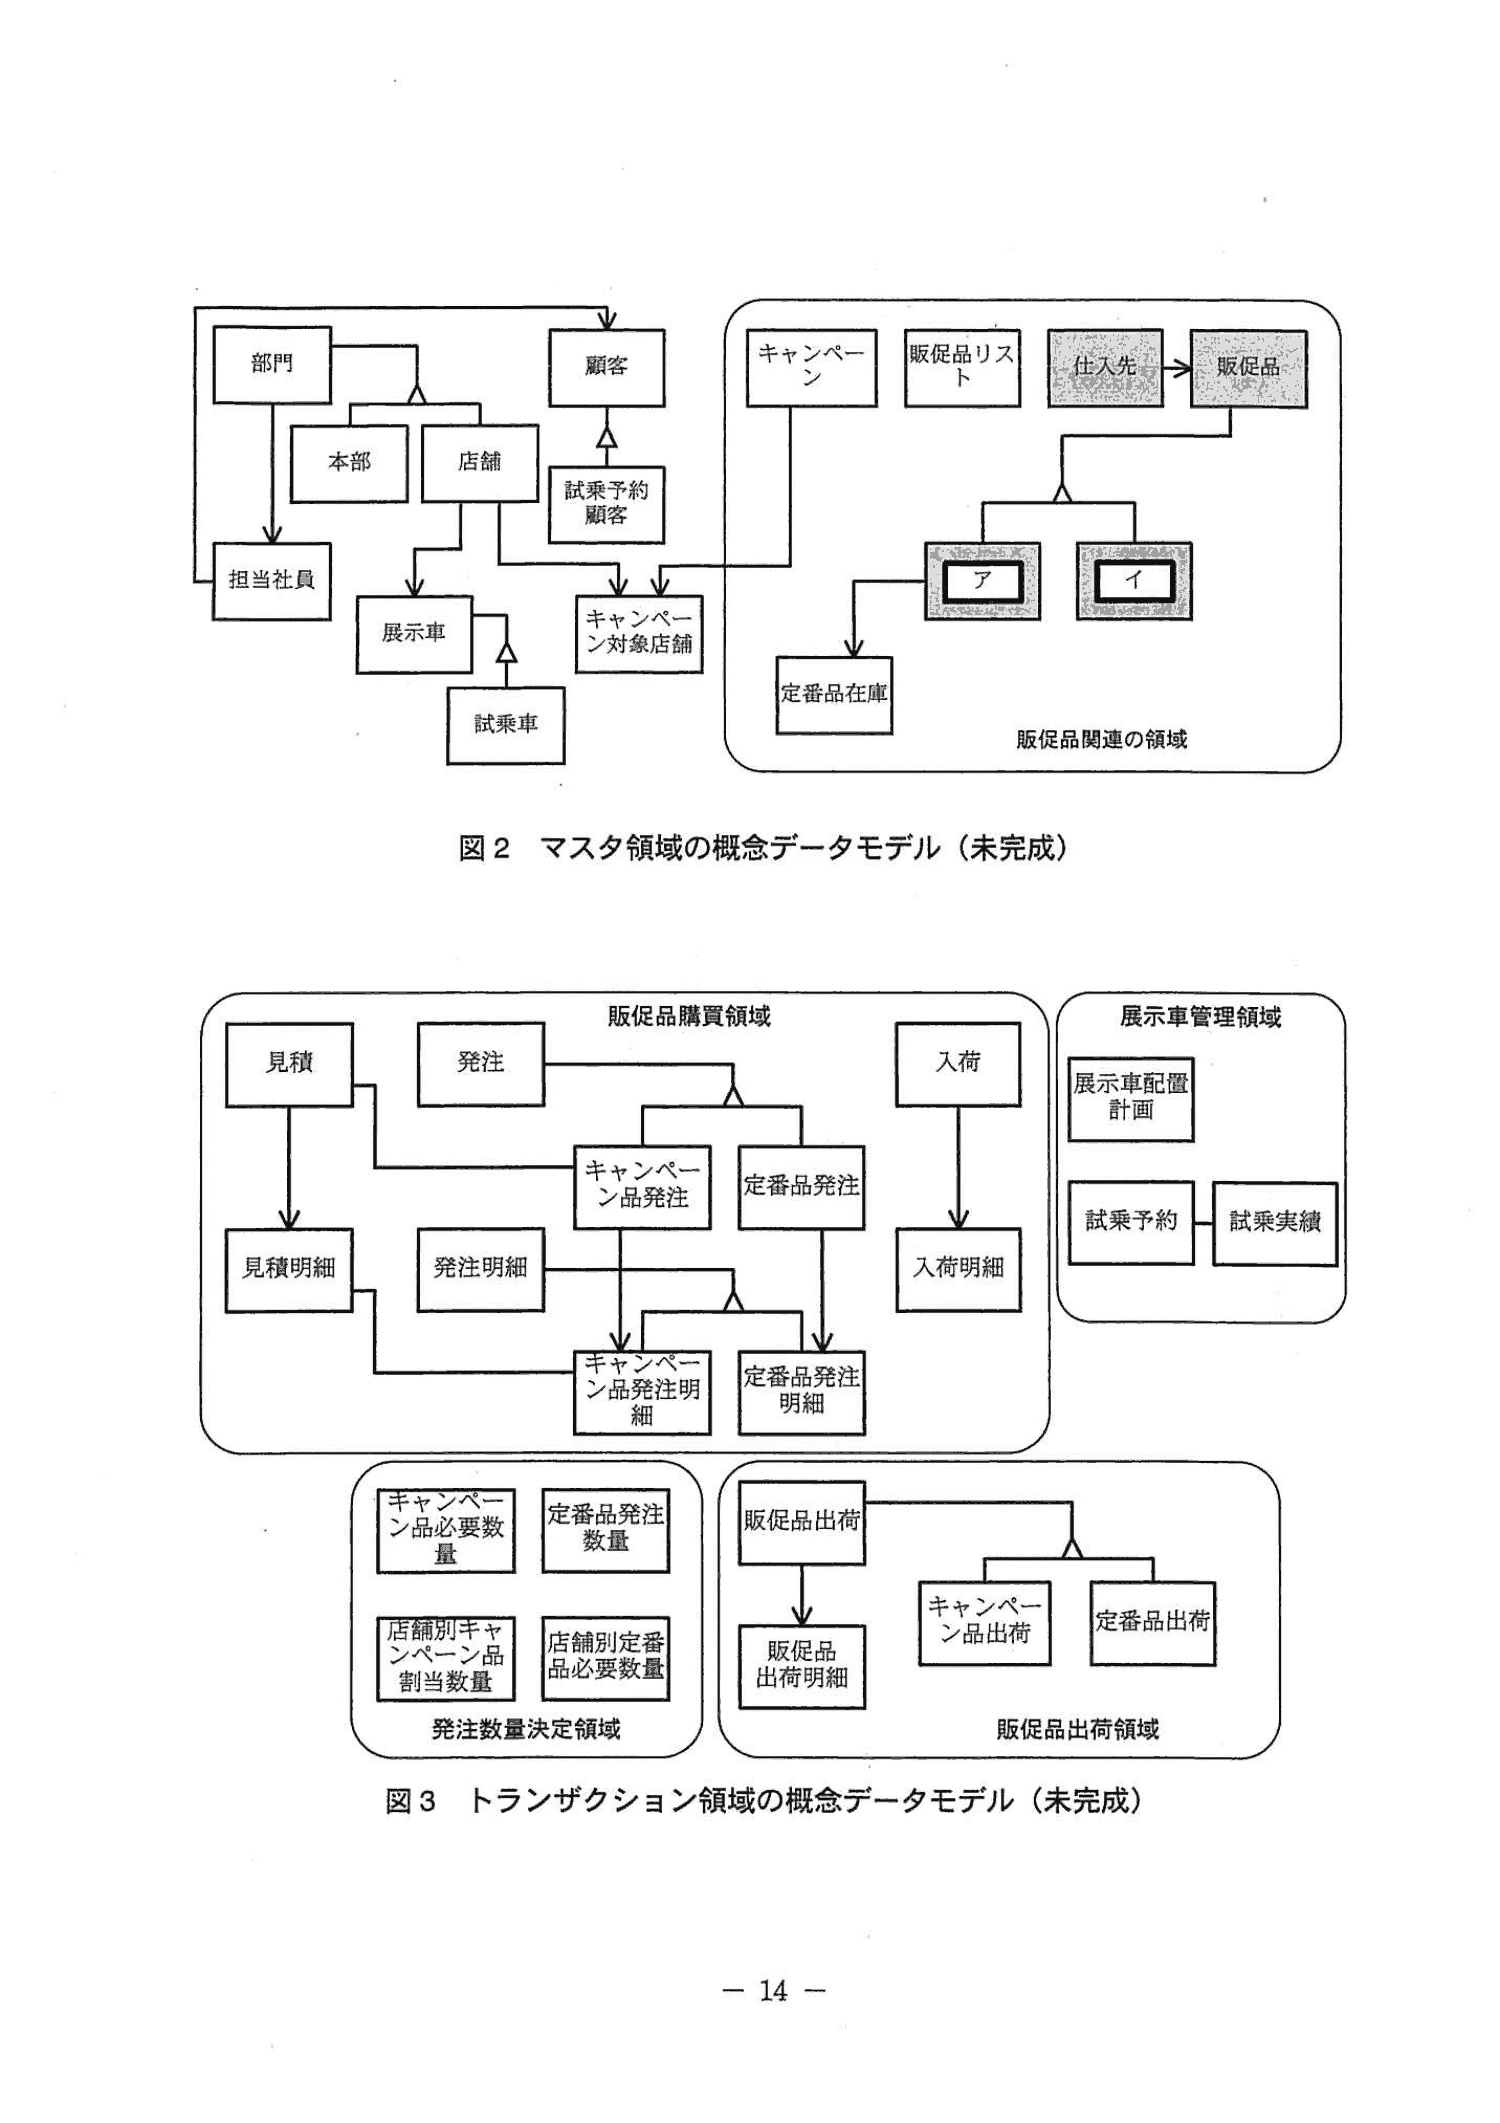 部門
顧客
本部
店舗
試乗予約
顧客
担当社員
展示車
試乗車
キャンペー
ン対象店舗
キャンペー
ン
販促品リス
ト
仕入先
販促品
ア
イ
定番品在庫
販促品関連の領域
図2 マスタ領域の概念データモデル（未完成）
販促品購買領域
見積
発注
入荷
キャンペー
ン品発注
定番品発注
見積明細
発注明細
入荷明細
キャンペー
ン品発注明
細
定番品発注
明細
展示車管理領域
展示車配置
計画
試乗予約
試乗実績
キャンペー
ン品必要数
量
定番品発注
数量
店舗別キャ
ンペーン品
割当数量
店舗別定番
品必要数量
発注数量決定領域
販促品出荷
キャンペー
ン品出荷
定番品出荷
販促品
出荷明細
販促品出荷領域
図3 トランザクション領域の概念データモデル（未完成）
－ 14 －